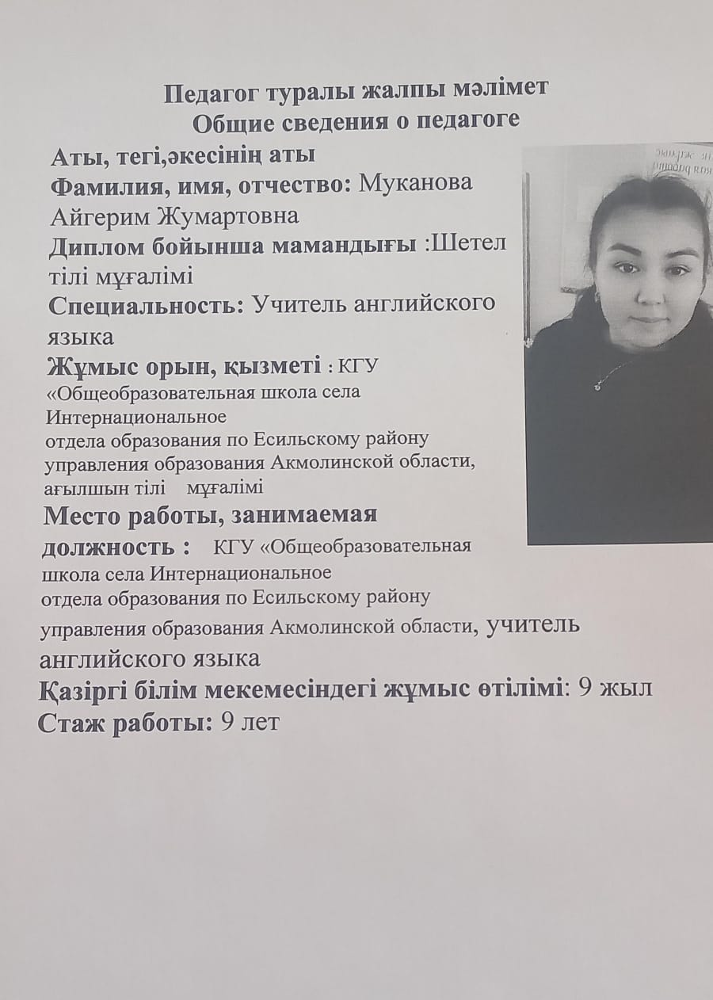 Педагог туралы жалпы мәлімет
Общие сведения о педагоге
Аты, тегі,әкесінің аты
Фамилия, имя, отчество: Муканова
Айгерим Жумартовна
Диплом бойынша мамандығы :Шетел
тілі мұғалімі
Специальность: Учитель английского
языка
Жұмыс орын, қызметі : КГУ
«Общеобразовательная школа села
Интернациональное
отдела образования по Есильскому району
управления образования Акмолинской области,
ағылшын тілі мұғалімі
Место работы, занимаемая
должность : КГУ «Общеобразовательная
школа села Интернациональное
отдела образования по Есильскому району
управления образования Акмолинской области, учитель
английского языка
Қазіргі білім мекемесіндегі жұмыс өтілімі: 9 жыл
Стаж работы: 9 лет